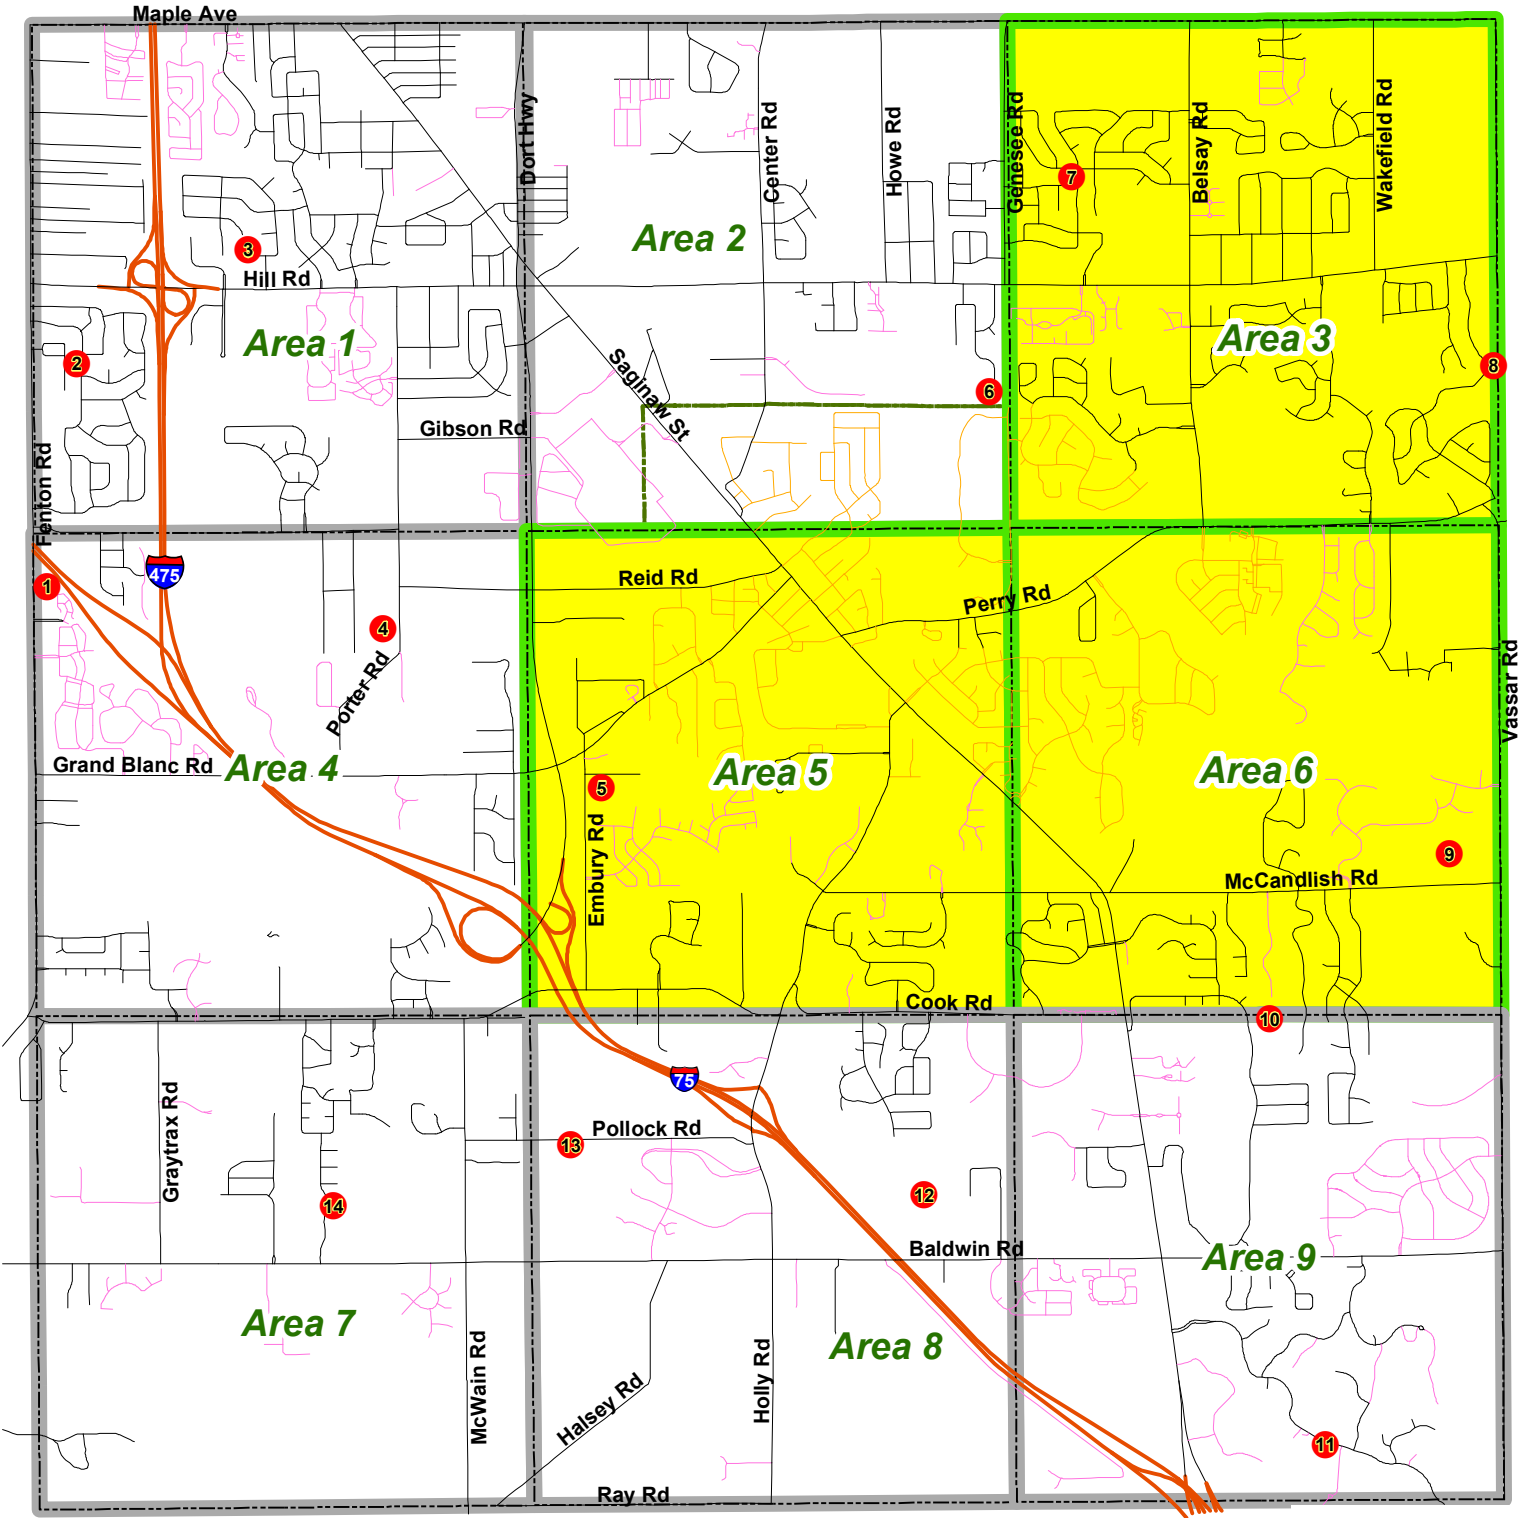 Maple Ave
Dort Hwy
Center Rd
Howe Rd
Genesee Rd
Belsay Rd
Wakefield Rd
7
3
Hill Rd
Area 2
Area 1
Area 3
2
8
6
Saginaw St
Gibson Rd
Fenton Rd
475
1
Reid Rd
Perry Rd
4
Porter Rd
Vassar Rd
Grand Blanc Rd
Area 4
Area 5
Area 6
5
Embury Rd
9
McCandlish Rd
Cook Rd
10
75
Graytrax Rd
13
Pollock Rd
14
12
Baldwin Rd
Area 9
Area 7
Area 8
McWain Rd
Halsey Rd
Holly Rd
11
Ray Rd